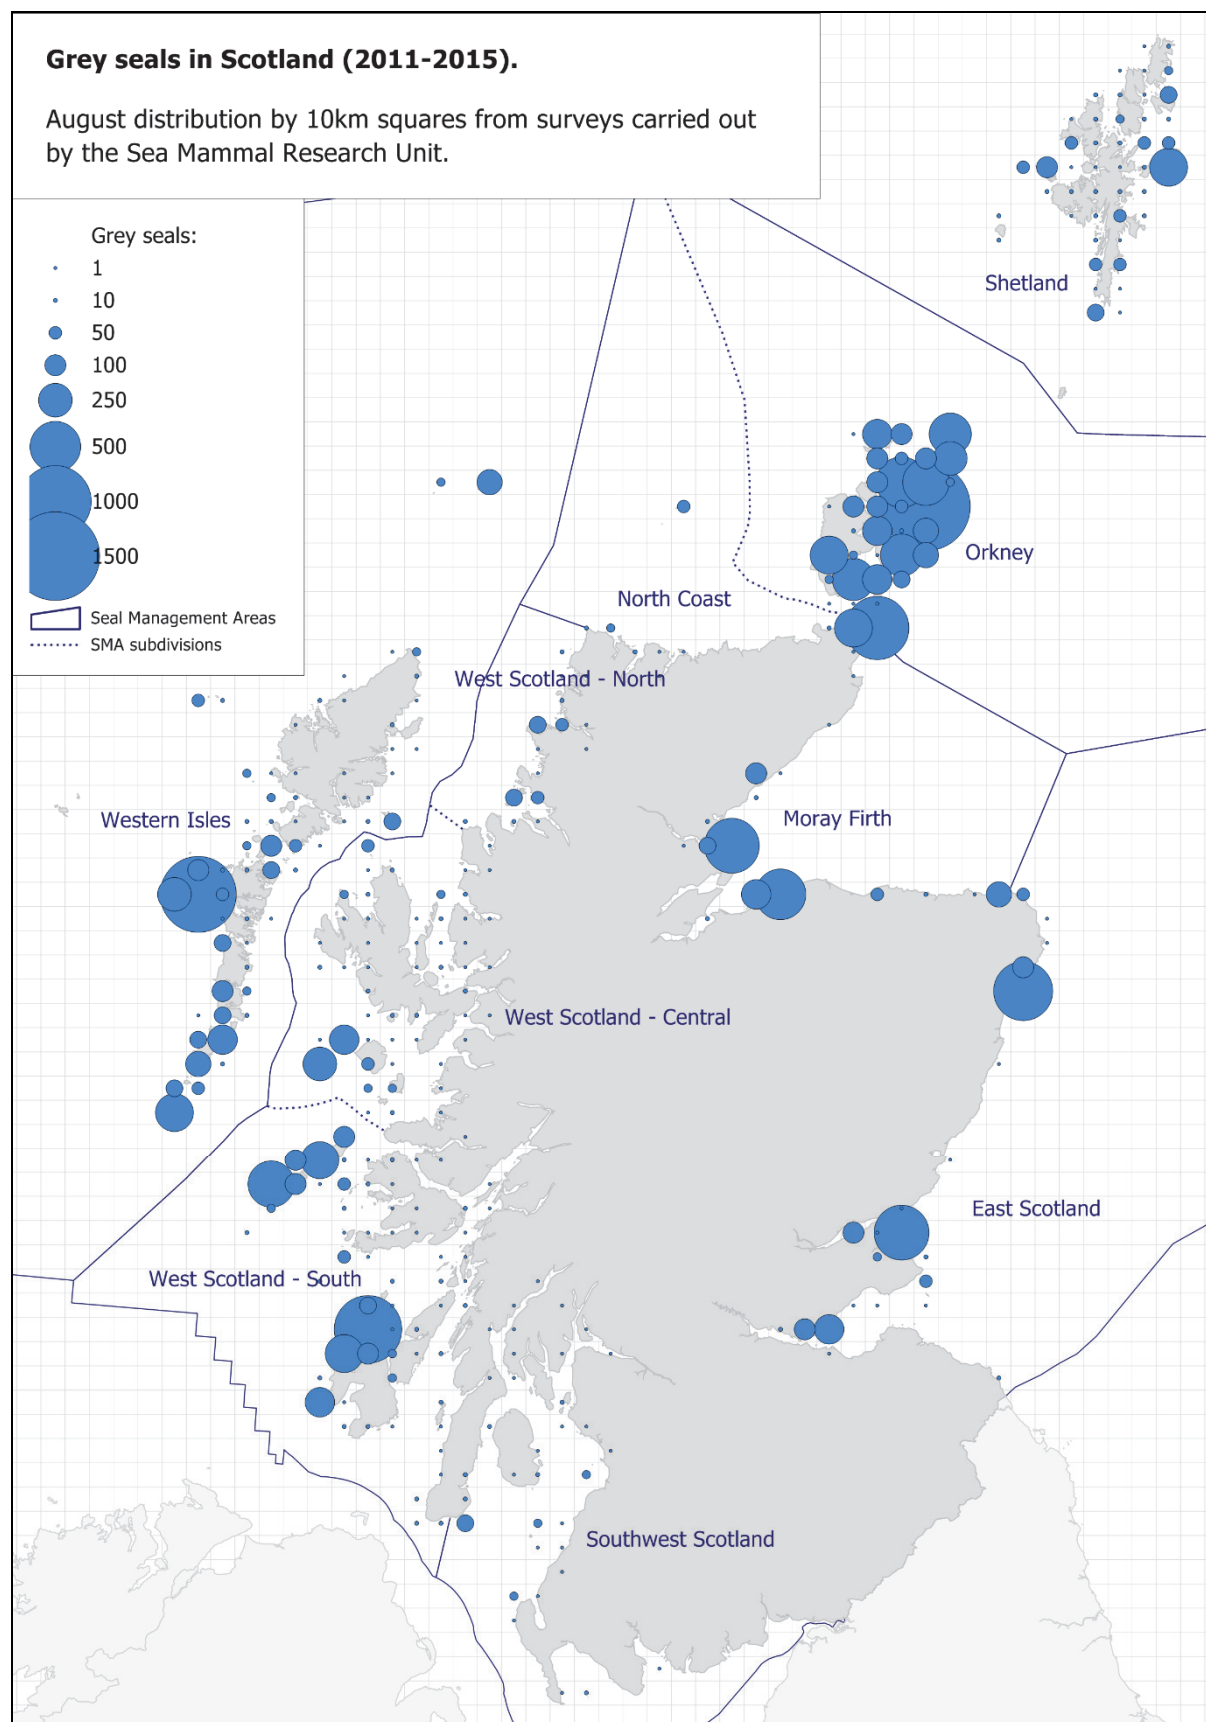 Grey seals in Scotland (2011-2015).
August distribution by 10km squares from surveys carried out
by the Sea Mammal Research Unit.
Grey seals:
1
10
50
100
250
500
1000
1500
Seal Management Areas
SMA subdivisions
Shetland
Orkney
North Coast
West Scotland - North
Western Isles
Moray Firth
West Scotland - Central
East Scotland
West Scotland - South
Southwest Scotland